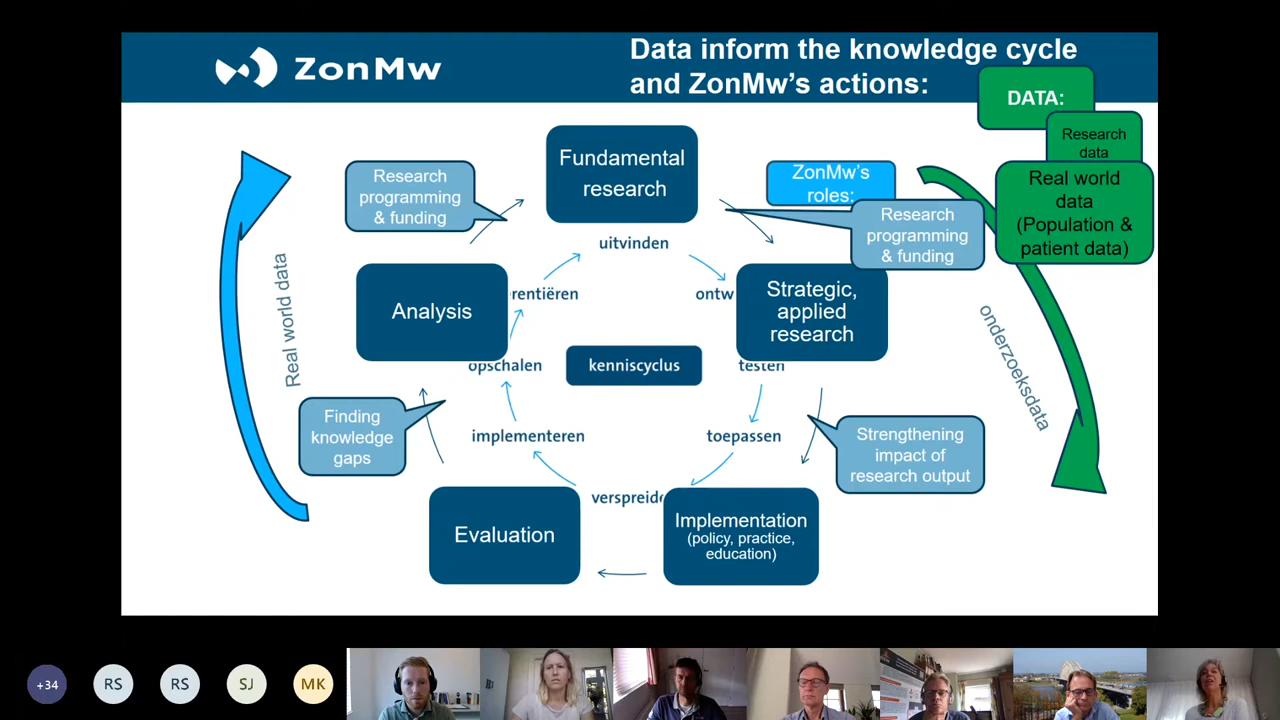 ZonMw
Data inform the knowledge cycle
and ZonMw's actions:
DATA:
Research
data
Real world
data
(Population &
patient data)
Fundamental
research
ZonMw's
roles:
Research
programming
& funding
Research
programming
& funding
uitvinden
Analysis
rentiëren
ontw
Strategic,
applied
research
Real world data
onderzoeksdata
opschalen
kenniscyclus
testen
Finding
knowledge
gaps
implementeren
toepassen
Strengthening
impact of
research output
verspreide
Evaluation
Implementation
(policy, practice,
education)
+34
RS
RS
SJ
MK